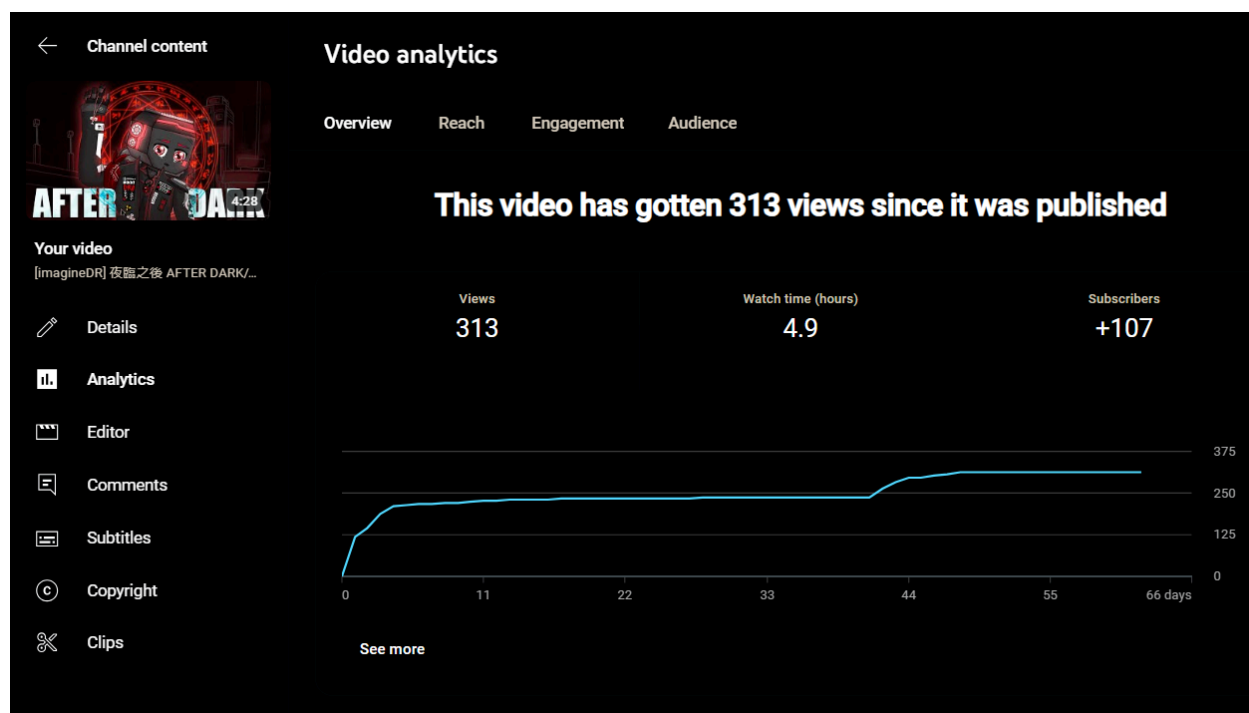 Channel content
AFTER DARK
4:28
Your video
[imagineDR] 夜臨之後 AFTER DARK/...
Details
Analytics
Editor
Comments
Subtitles
Copyright
Clips
Video analytics
Overview Reach Engagement Audience
This video has gotten 313 views since it was published
Views Watch time (hours) Subscribers
313 4.9 +107
375
250
125
0
0 11 22 33 44 55 66 days
See more